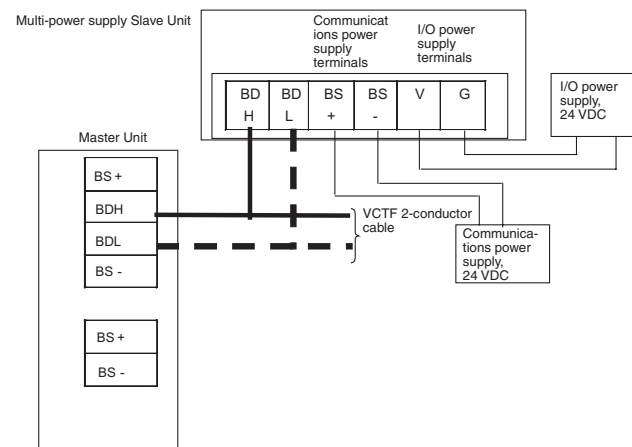 Multi-power supply Slave Unit
Communicat
ions power
supply
terminals
I/O power
supply
terminals
BD
H
BD
L
BS
+
BS
-
V
G
I/O power
supply,
24 VDC
Master Unit
BS +
BDH
BDL
BS -
VCTF 2-conductor
cable
Communica-
tions power
supply,
24 VDC
BS +
BS -